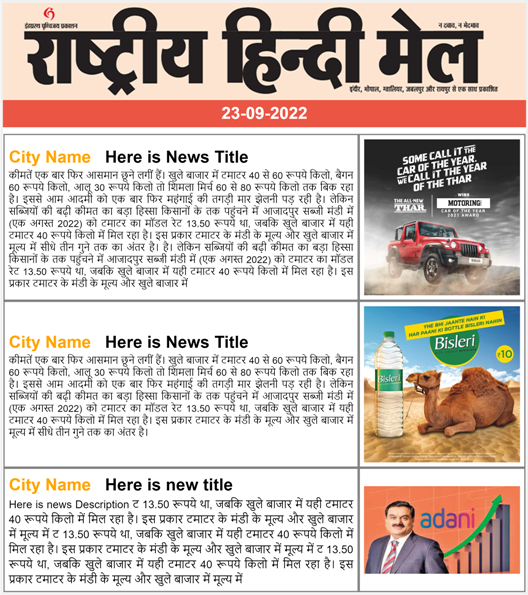 इंद्रायस्थ पुब्लिकेज प्रकाशन
न दबाव, न भेदभाव
राष्ट्रीय हिन्दी मेल
इंदौर, भोपाल, ग्वालियर, जबलपुर और रायपुर से एक साथ प्रकाशित
23-09-2022
City Name Here is News Title
कीमतें एक बार फिर आसमान छुने लगीं हैं। खुले बाजार में टमाटर 40 से 60 रूपये किलो, बैगन
60 रूपये किलो, आलू 30 रूपये किलो तो शिमला मिर्च 60 से 80 रूपये किलो तक बिक रहा
है। इससे आम आदमी को एक बार फिर महंगाई की तगड़ी मार झेलनी पड़ रही है। लेकिन
सब्जियों की बढ़ी कीमत का बड़ा हिस्सा किसानों के तक पहुंचने में आजादपुर सब्जी मंडी में
(एक अगस्त 2022) को टमाटर का मॉडल रेट 13.50 रूपये था, जबकि खुले बाजार में यही
टमाटर 40 रूपये किलो में मिल रहा है। इस प्रकार टमाटर के मंडी के मूल्य और खुले बाजार में
मूल्य में सीधे तीन गुने तक का अंतर है। है। लेकिन सब्जियों की बढ़ी कीमत का बड़ा हिस्सा
किसानों के तक पहुंचने में आजादपुर सब्जी मंडी में (एक अगस्त 2022) को टमाटर का मॉडल
रेट 13.50 रूपये था, जबकि खुले बाजार में यही टमाटर 40 रूपये किलो में मिल रहा है। इस
प्रकार टमाटर के मंडी के मूल्य और खुले बाजार में
SOME CALL IT THE
CAR OF THE YEAR.
WE CALL IT THE YEAR
OF THE THAR
THE ALL-NEW
THAR
WINS
MOTORING
CAR OF THE YEAR
2021 AWARD
City Name Here is News Title
कीमतें एक बार फिर आसमान छुने लगीं हैं। खुले बाजार में टमाटर 40 से 60 रूपये किलो, बैगन
60 रूपये किलो, आलू 30 रूपये किलो तो शिमला मिर्च 60 से 80 रूपये किलो तक बिक रहा
है। इससे आम आदमी को एक बार फिर महंगाई की तगड़ी मार झेलनी पड़ रही है। लेकिन
सब्जियों की बढ़ी कीमत का बड़ा हिस्सा किसानों के तक पहुंचने में आजादपुर सब्जी मंडी में
(एक अगस्त 2022) को टमाटर का मॉडल रेट 13.50 रूपये था, जबकि खुले बाजार में यही
टमाटर 40 रूपये किलो में मिल रहा है। इस प्रकार टमाटर के मंडी के मूल्य और खुले बाजार में
मूल्य में सीधे तीन गुने तक का अंतर है।
THE BHI JAANTE HAIN KI
HAR PAANI KI BOTTLE BISLERI NAHIN
Bisleri
₹10
Bisleri
City Name Here is new title
Here is news Description ट 13.50 रूपये था, जबकि खुले बाजार में यही टमाटर
40 रूपये किलो में मिल रहा है। इस प्रकार टमाटर के मंडी के मूल्य और खुले बाजार
में मूल्य में ट 13.50 रूपये था, जबकि खुले बाजार में यही टमाटर 40 रूपये किलो में
मिल रहा है। इस प्रकार टमाटर के मंडी के मूल्य और खुले बाजार में मूल्य में ट 13.50
रूपये था, जबकि खुले बाजार में यही टमाटर 40 रूपये किलो में मिल रहा है। इस
प्रकार टमाटर के मंडी के मूल्य और खुले बाजार में मूल्य में
adani